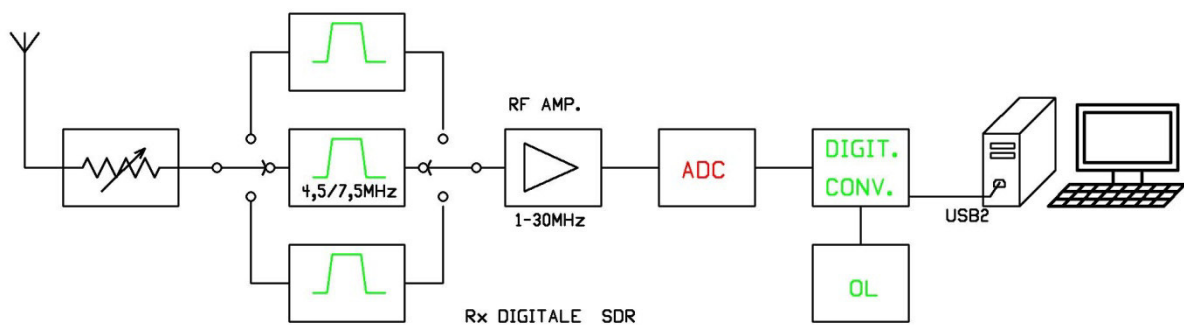 RF AMP.
4,5/7,5MHz
1-30MHz
ADC
DIGIT.
CONV.
USB2
OL
Rx DIGITALE SDR